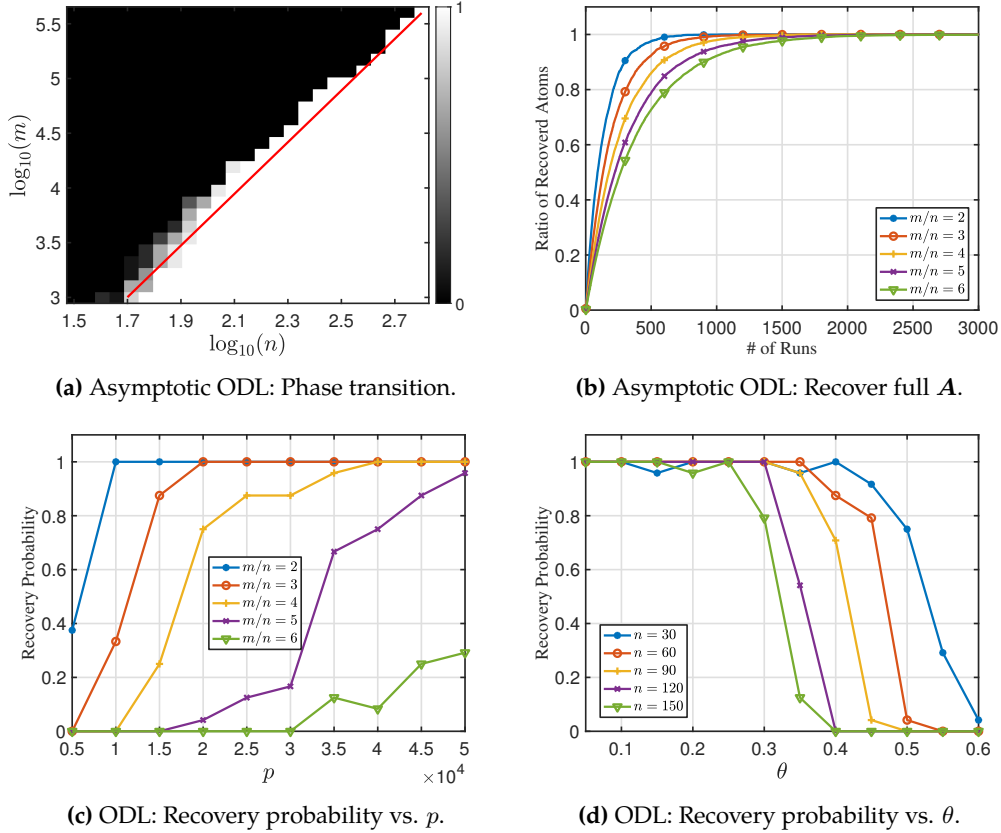 5.5
5
4.5
4
3.5
3
log₁₀(m)
1.5 1.7 1.9 2.1 2.3 2.5 2.7
log₁₀(n)
1
0
(a) Asymptotic ODL: Phase transition.
1
0.8
0.6
0.4
0.2
0
Ratio of Recoverd Atoms
m/n = 2
m/n = 3
m/n = 4
m/n = 5
m/n = 6
0 500 1000 1500 2000 2500 3000
# of Runs
(b) Asymptotic ODL: Recover full A.
1
0.8
0.6
0.4
0.2
0
Recovery Probability
m/n = 2
m/n = 3
m/n = 4
m/n = 5
m/n = 6
0.5 1 1.5 2 2.5 3 3.5 4 4.5 5
×10⁴
p
(c) ODL: Recovery probability vs. p.
1
0.8
0.6
0.4
0.2
0
Recovery Probability
n = 30
n = 60
n = 90
n = 120
n = 150
0.1 0.2 0.3 0.4 0.5 0.6
θ
(d) ODL: Recovery probability vs. θ.